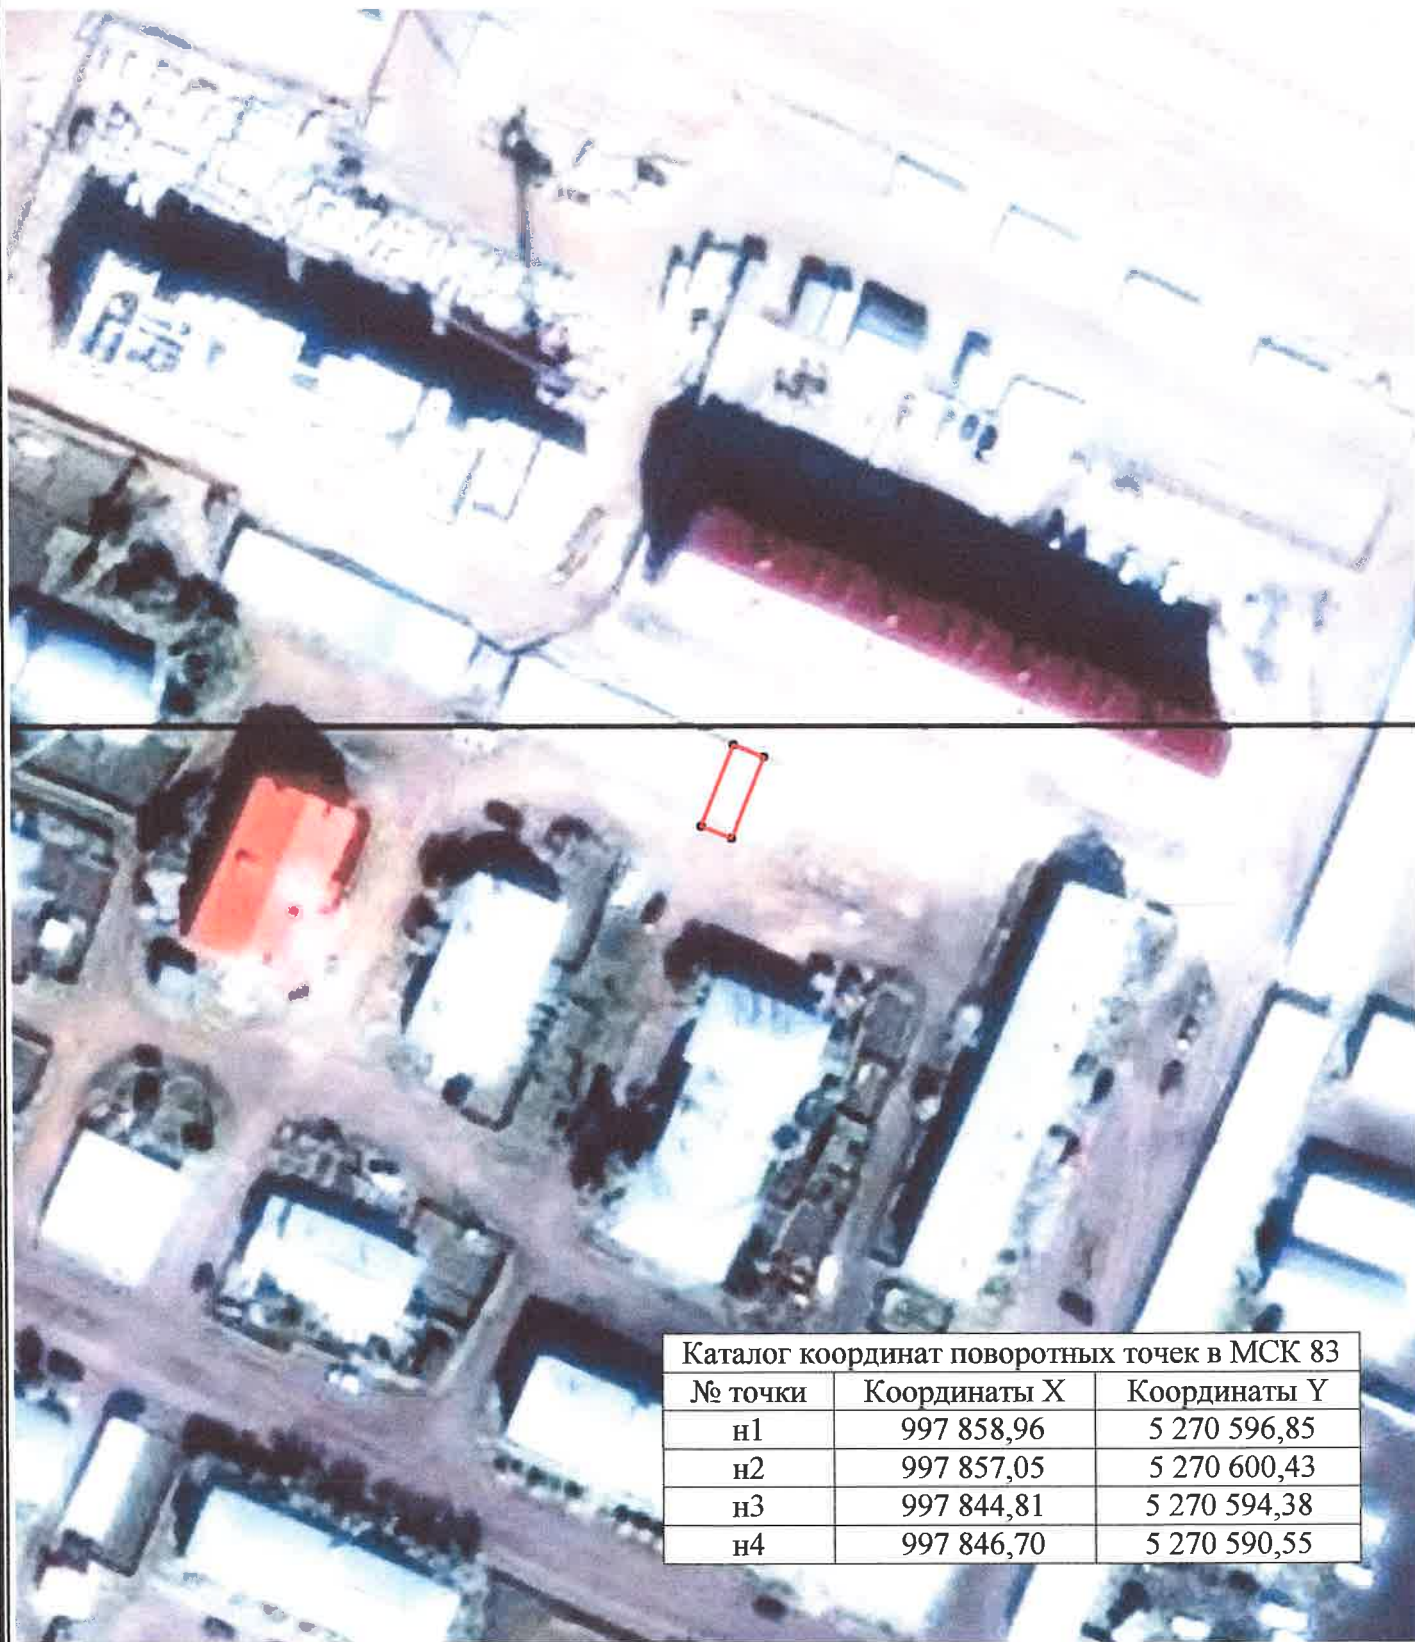 Каталог координат поворотных точек в МСК 83
№ точки Координаты X Координаты Y
н1 997 858,96 5 270 596,85
н2 997 857,05 5 270 600,43
н3 997 844,81 5 270 594,38
н4 997 846,70 5 270 590,55